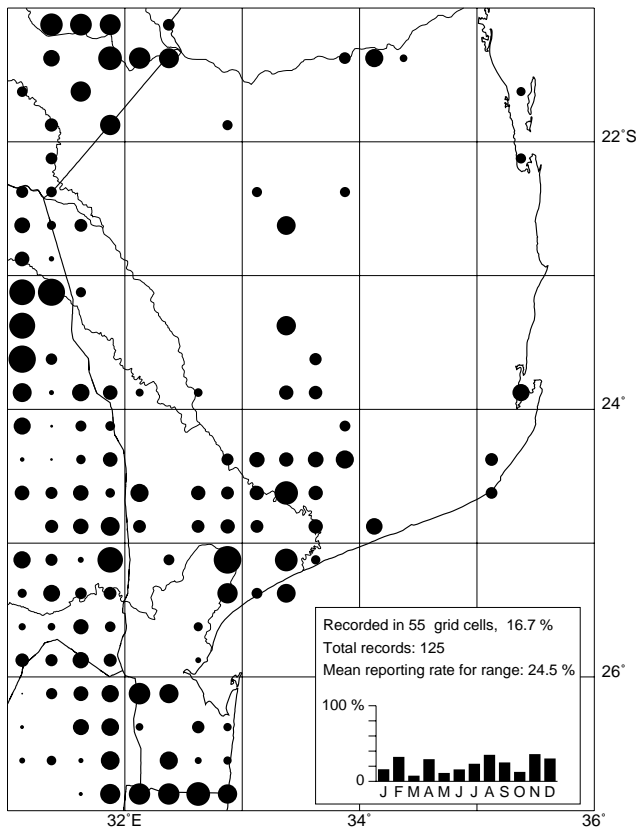 22˚S
24˚
Recorded in 55 grid cells, 16.7 %
Total records: 125
Mean reporting rate for range: 24.5 %
26˚
100 %
0
J F M A M J J A S O N D
32˚E
34˚
36˚